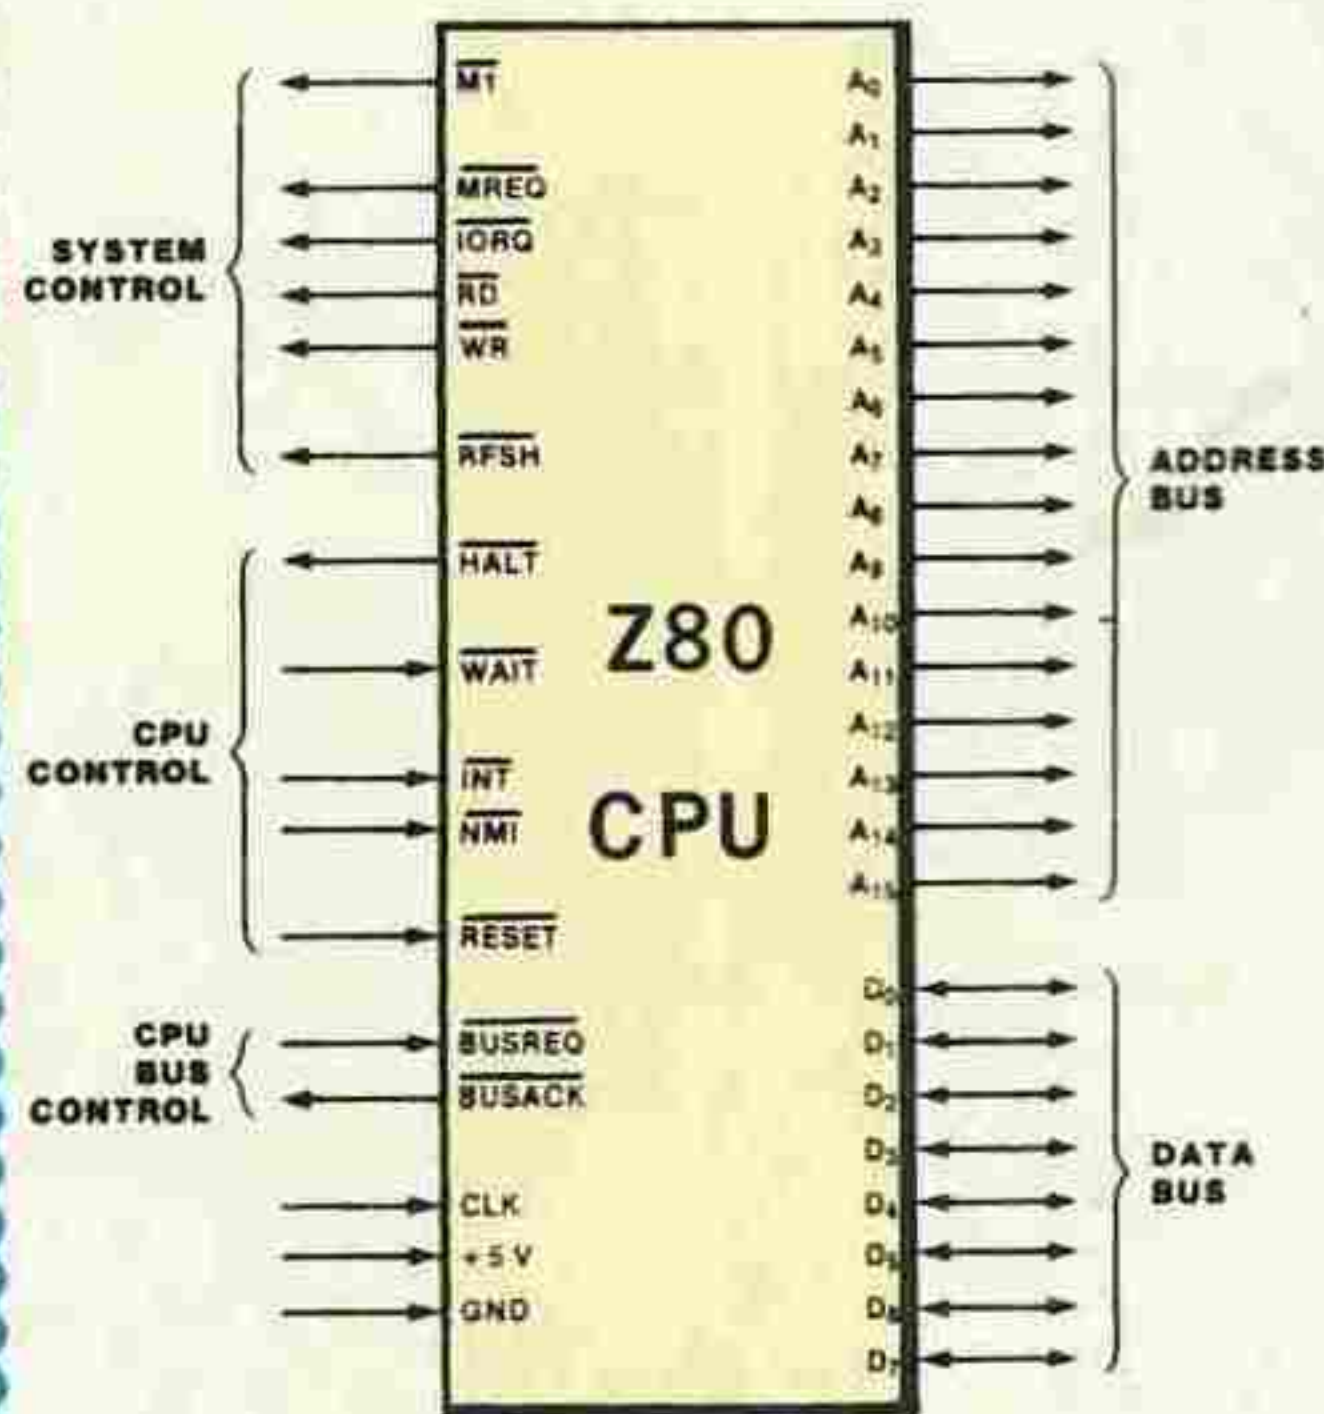 SYSTEM
CONTROL
CPU
CONTROL
CPU
BUS
CONTROL
M1
MREQ
IORQ
RD
WR
RFSH
HALT
WAIT
INT
NMI
RESET
BUSREQ
BUSACK
CLK
+5 V
GND
Z80
CPU
A0
A1
A2
A3
A4
A5
A6
A7
A8
A9
A10
A11
A12
A13
A14
A15
D0
D1
D2
D3
D4
D5
D6
D7
ADDRESS
BUS
DATA
BUS